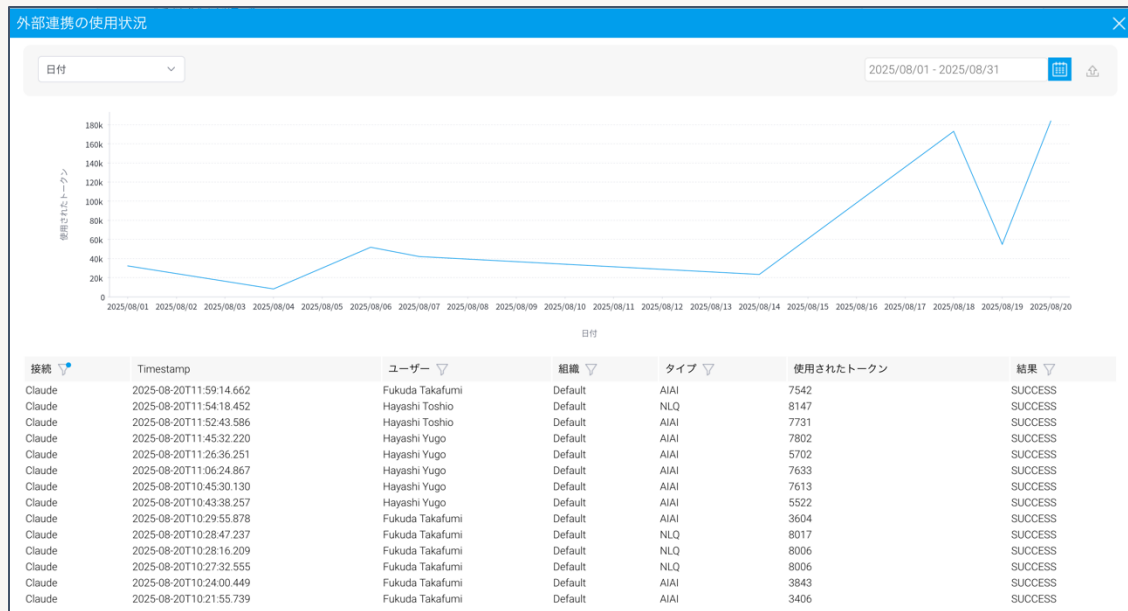 外部連携の使用状況
日付
2025/08/01 - 2025/08/31
180k
160k
140k
120k
100k
80k
60k
40k
20k
0
使用されたトークン
2025/08/01 2025/08/02 2025/08/03 2025/08/04 2025/08/05 2025/08/06 2025/08/07 2025/08/08 2025/08/09 2025/08/10 2025/08/11 2025/08/12 2025/08/13 2025/08/14 2025/08/15 2025/08/16 2025/08/17 2025/08/18 2025/08/19 2025/08/20
日付
接続 Timestamp ユーザー 組織 タイプ 使用されたトークン 結果
Claude 2025-08-20T11:59:14.662 Fukuda Takafumi Default AIAI 7542 SUCCESS
Claude 2025-08-20T11:54:18.452 Hayashi Toshio Default NLQ 8147 SUCCESS
Claude 2025-08-20T11:52:43.586 Hayashi Toshio Default AIAI 7731 SUCCESS
Claude 2025-08-20T11:45:32.220 Hayashi Yugo Default AIAI 7802 SUCCESS
Claude 2025-08-20T11:26:36.251 Hayashi Yugo Default AIAI 5702 SUCCESS
Claude 2025-08-20T11:06:24.867 Hayashi Yugo Default AIAI 7633 SUCCESS
Claude 2025-08-20T10:45:30.130 Hayashi Yugo Default AIAI 7613 SUCCESS
Claude 2025-08-20T10:43:38.257 Hayashi Yugo Default AIAI 5522 SUCCESS
Claude 2025-08-20T10:29:55.878 Fukuda Takafumi Default AIAI 3604 SUCCESS
Claude 2025-08-20T10:28:47.237 Fukuda Takafumi Default NLQ 8017 SUCCESS
Claude 2025-08-20T10:28:16.209 Fukuda Takafumi Default NLQ 8006 SUCCESS
Claude 2025-08-20T10:27:32.555 Fukuda Takafumi Default NLQ 8006 SUCCESS
Claude 2025-08-20T10:24:00.449 Fukuda Takafumi Default AIAI 3843 SUCCESS
Claude 2025-08-20T10:21:55.739 Fukuda Takafumi Default AIAI 3406 SUCCESS